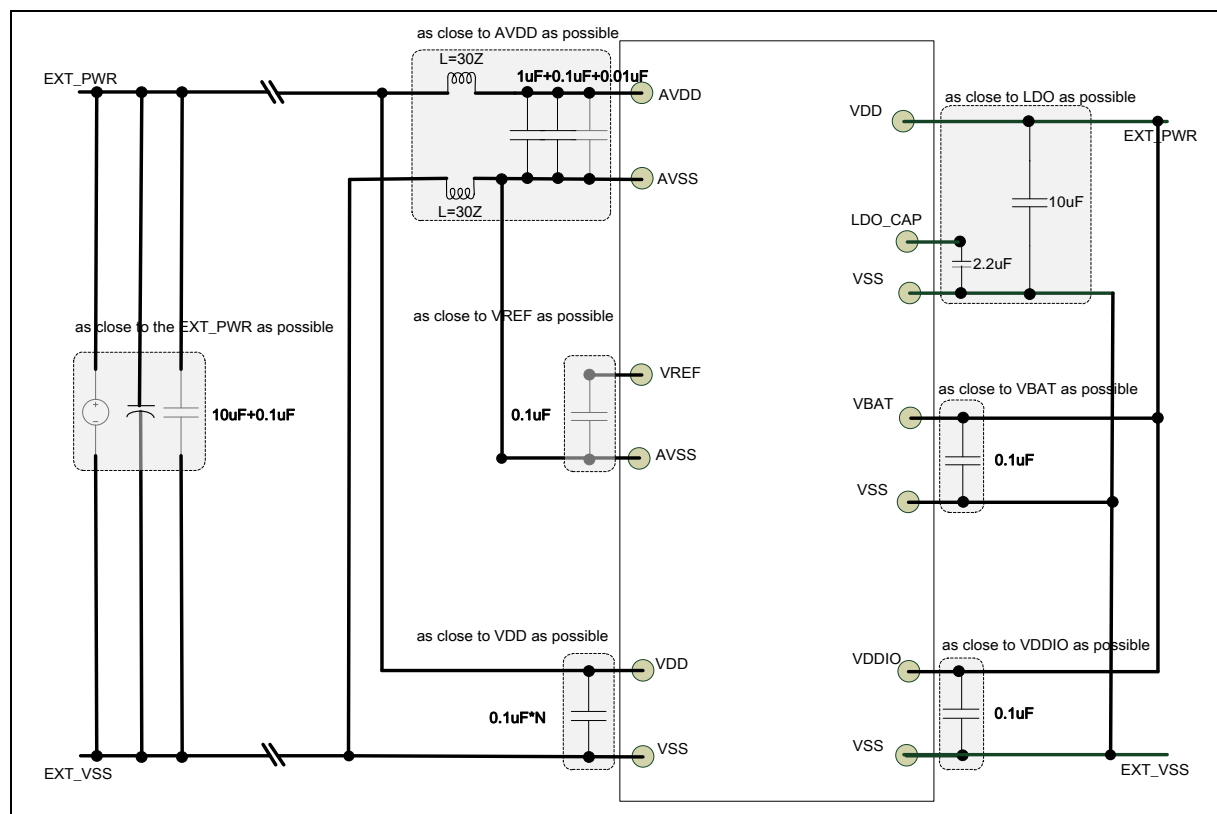 as close to AVDD as possible
L=30Z
EXT_PWR
1uF+0.1uF+0.01uF
AVDD
AVSS
L=30Z
as close to LDO as possible
VDD
EXT_PWR
10uF
LDO_CAP
2.2uF
VSS
as close to the EXT_PWR as possible
+
-
10uF+0.1uF
as close to VREF as possible
VREF
0.1uF
AVSS
as close to VBAT as possible
VBAT
0.1uF
VSS
as close to VDD as possible
VDD
0.1uF*N
VSS
EXT_VSS
as close to VDDIO as possible
VDDIO
0.1uF
VSS
EXT_VSS